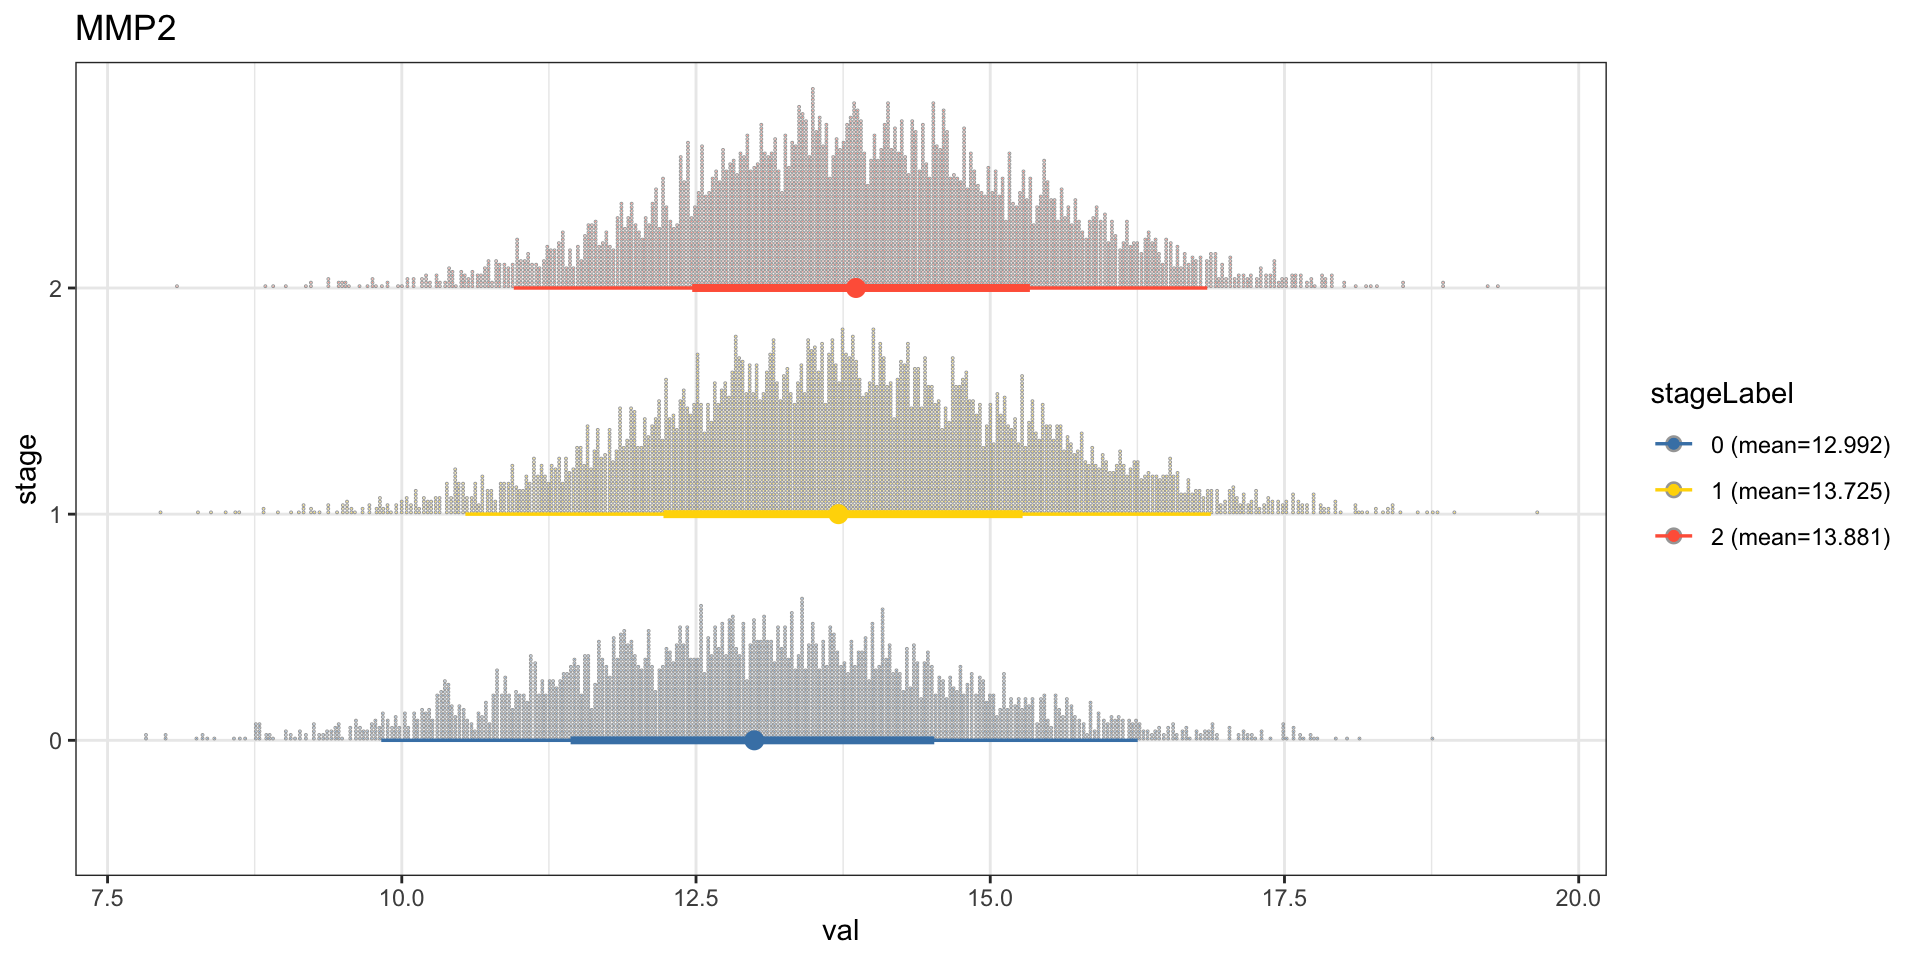 MMP2
stage
2
1
0
7.5 10.0 12.5 15.0 17.5 20.0
val
stageLabel
0 (mean=12.992)
1 (mean=13.725)
2 (mean=13.881)